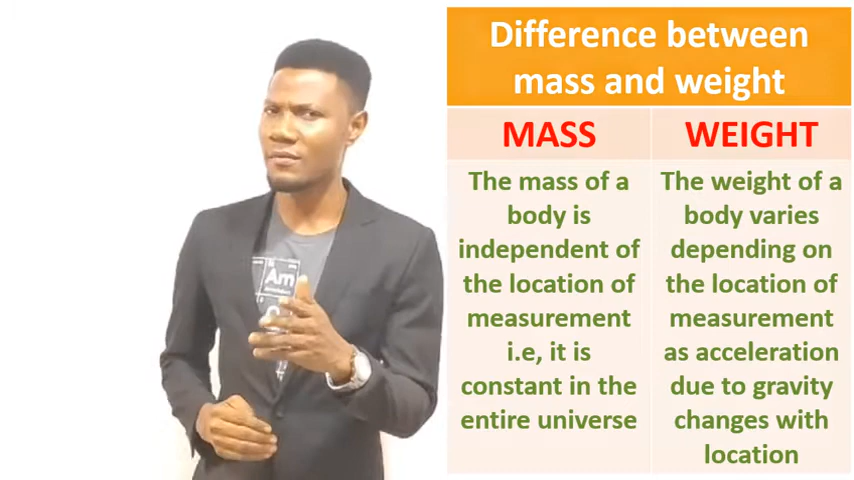 Difference between
mass and weight
MASS
WEIGHT
The mass of a
body is
independent of
the location of
measurement
i.e, it is
constant in the
entire universe
The weight of a
body varies
depending on
the location of
measurement
as acceleration
due to gravity
changes with
location
Am